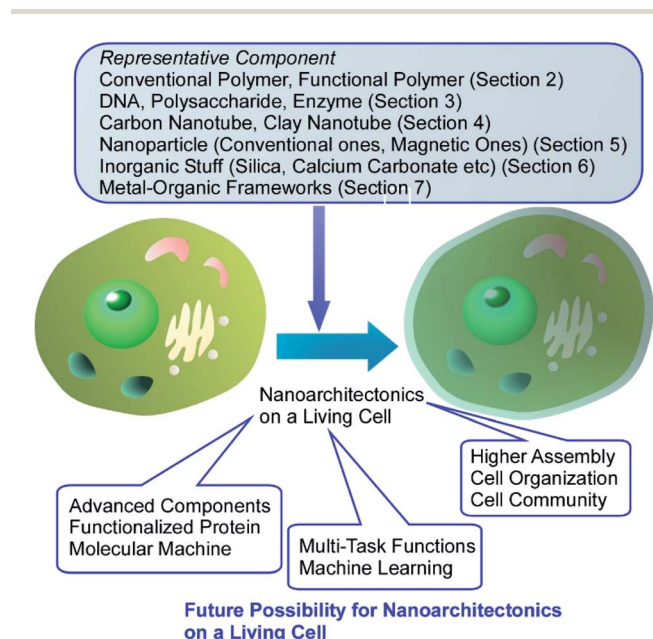 Representative Component
Conventional Polymer, Functional Polymer (Section 2)
DNA, Polysaccharide, Enzyme (Section 3)
Carbon Nanotube, Clay Nanotube (Section 4)
Nanoparticle (Conventional ones, Magnetic Ones) (Section 5)
Inorganic Stuff (Silica, Calcium Carbonate etc) (Section 6)
Metal-Organic Frameworks (Section 7)
Nanoarchitectonics
on a Living Cell
Higher Assembly
Cell Organization
Cell Community
Advanced Components
Functionalized Protein
Molecular Machine
Multi-Task Functions
Machine Learning
Future Possibility for Nanoarchitectonics
on a Living Cell